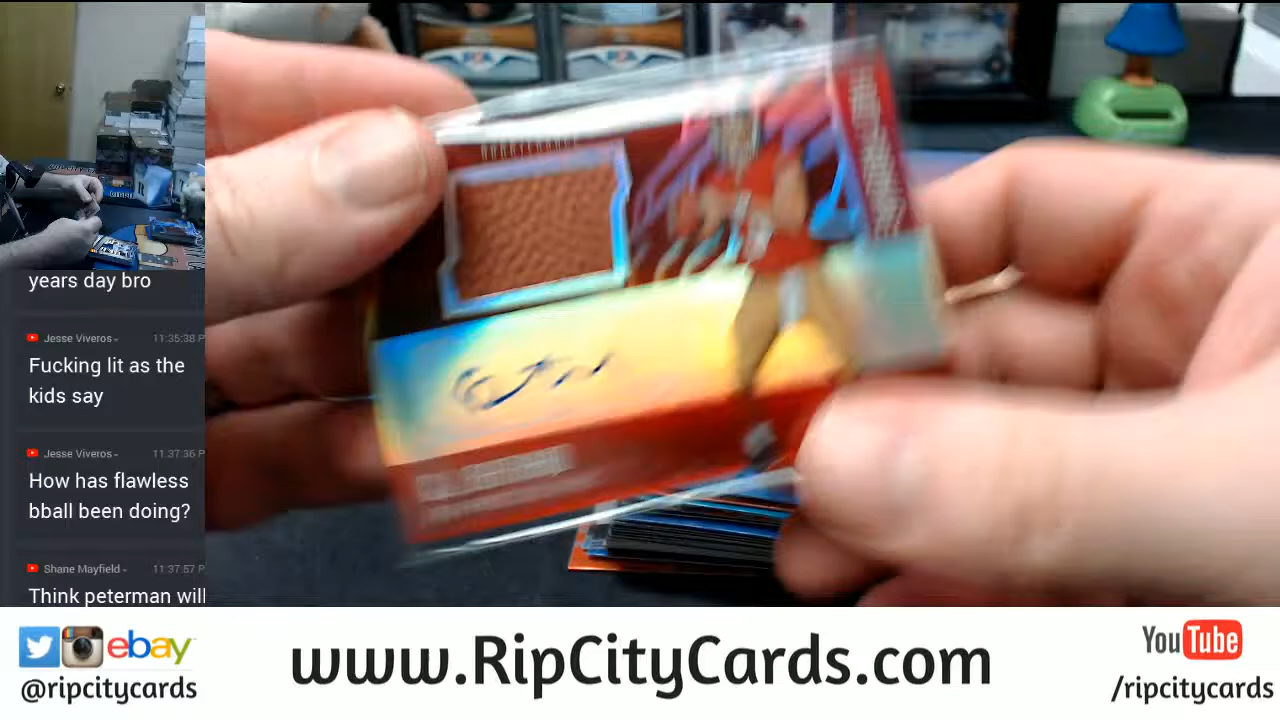 years day bro
Jesse Viveros
11:35:38 P
Fucking lit as the
kids say
Jesse Viveros
11:37:36 P
How has flawless
bball been doing?
Shane Mayfield
11:37:57 P
Think peterman will
ebay
@ripcitycards
www.RipCityCards.com
YouTube
/ripcitycards